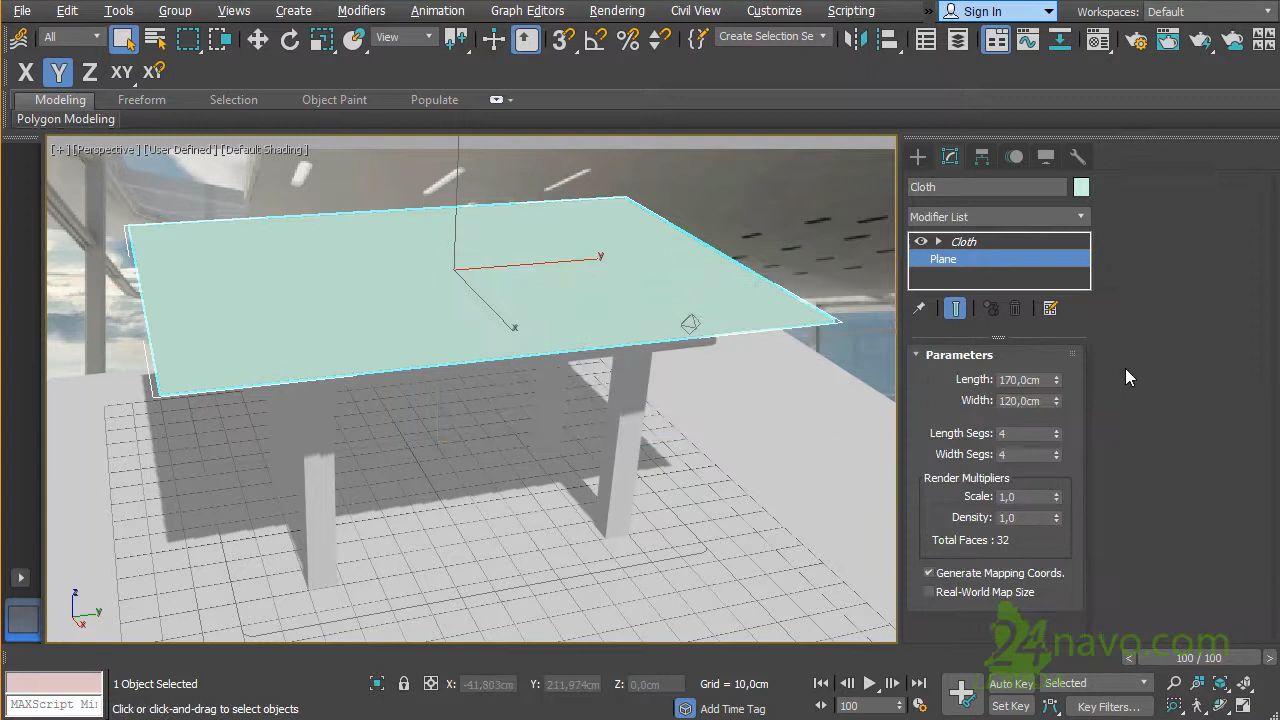 File Edit Tools Group Views Create Modifiers Animation Graph Editors Rendering Civil View Customize Scripting » Sign In Workspaces: Default
All View 3 % Create Selection Se
X Y Z XY XY
Modeling Freeform Selection Object Paint Populate
Polygon Modeling
[ + ] [Perspective ] [User Defined ] [Default Shading ]
y
x
z
y
x
Cloth
Modifier List
Cloth
Plane
Parameters
Length: 170,0cm
Width: 120,0cm
Length Segs: 4
Width Segs: 4
Render Multipliers
Scale: 1,0
Density: 1,0
Total Faces : 32
Generate Mapping Coords.
Real-World Map Size
24navo.com
< 100 / 100 >
1 Object Selected X: -41,803cm Y: 211,974cm Z: 0,0cm Grid = 10,0cm Auto Key Selected
MAXScript Mi Click or click-and-drag to select objects Add Time Tag 100 Set Key Key Filters...